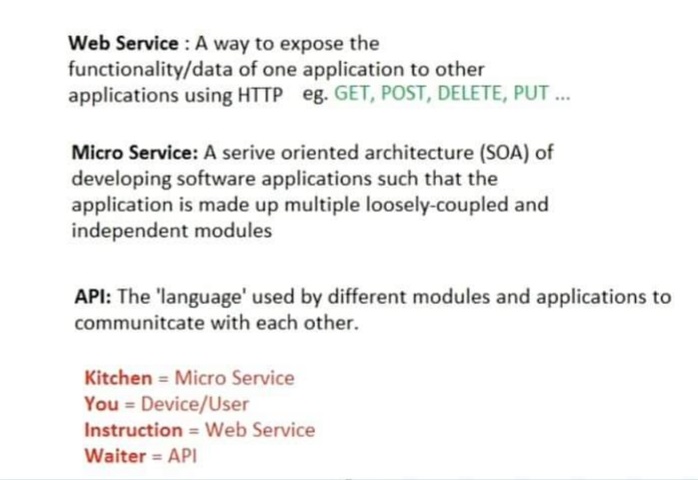 Web Service : A way to expose the
functionality/data of one application to other
applications using HTTP eg. GET, POST, DELETE, PUT ...
Micro Service: A serive oriented architecture (SOA) of
developing software applications such that the
application is made up multiple loosely-coupled and
independent modules
API: The 'language' used by different modules and applications to
communitcate with each other.
Kitchen = Micro Service
You = Device/User
Instruction = Web Service
Waiter = API